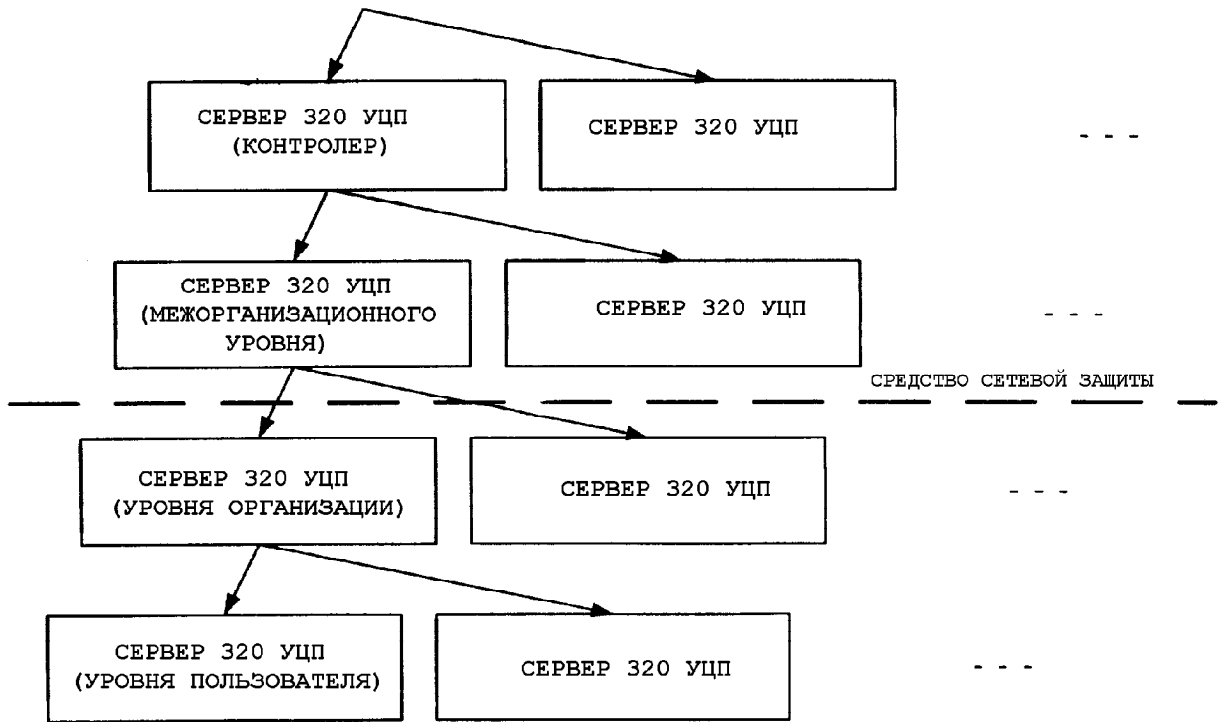 СЕРВЕР 320 УЦП
(КОНТРОЛЕР)
СЕРВЕР 320 УЦП
- - -
СЕРВЕР 320 УЦП
(МЕЖОРГАНИЗАЦИОННОГО
УРОВНЯ)
СЕРВЕР 320 УЦП
- - -
СРЕДСТВО СЕТЕВОЙ ЗАЩИТЫ
СЕРВЕР 320 УЦП
(УРОВНЯ ОРГАНИЗАЦИИ)
СЕРВЕР 320 УЦП
- - -
СЕРВЕР 320 УЦП
(УРОВНЯ ПОЛЬЗОВАТЕЛЯ)
СЕРВЕР 320 УЦП
- - -